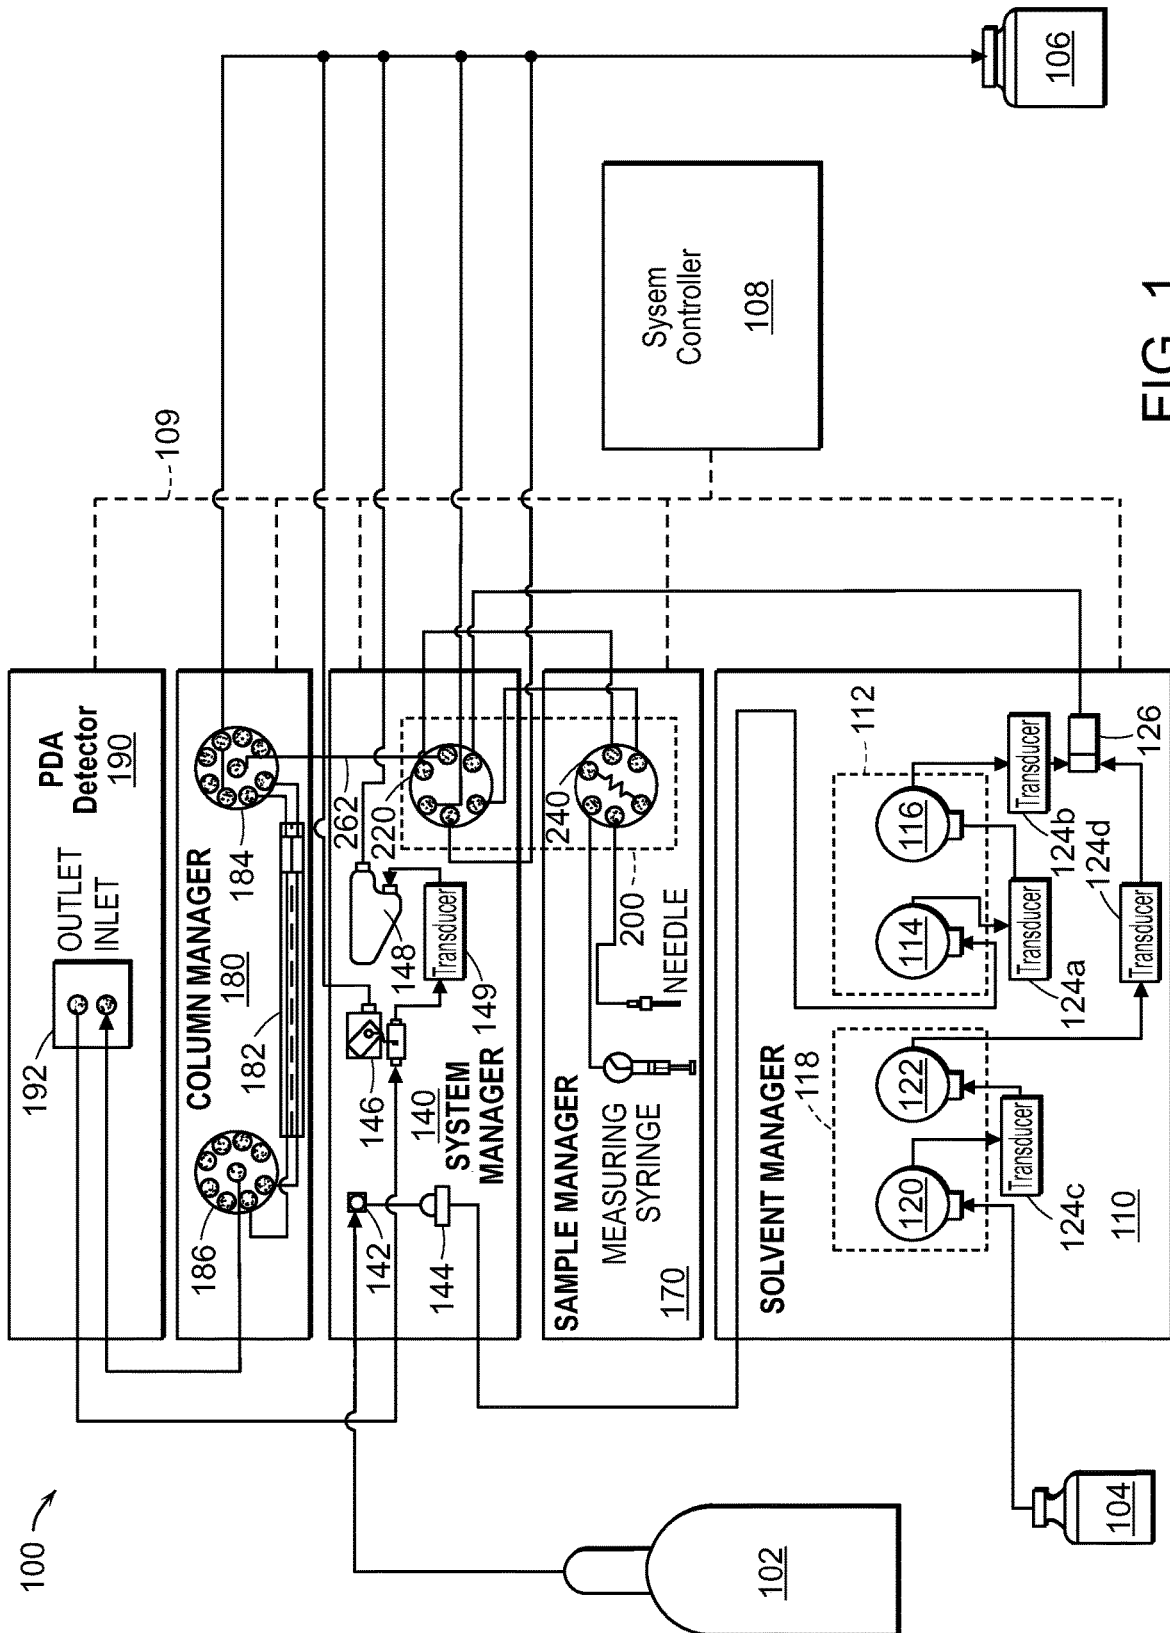 100
PDA
Detector
190
OUTLET
INLET
192
109
COLUMN MANAGER
180
182
184
186
262
220
148
Transducer
149
146
140
SYSTEM
MANAGER
142
144
240
200
NEEDLE
MEASURING
SYRINGE
SAMPLE MANAGER
170
SOLVENT MANAGER
112
118
116
114
122
120
Transducer
124b
Transducer
124a
Transducer
124d
Transducer
124c
126
110
102
104
106
Sysem
Controller
108
FIG. 1